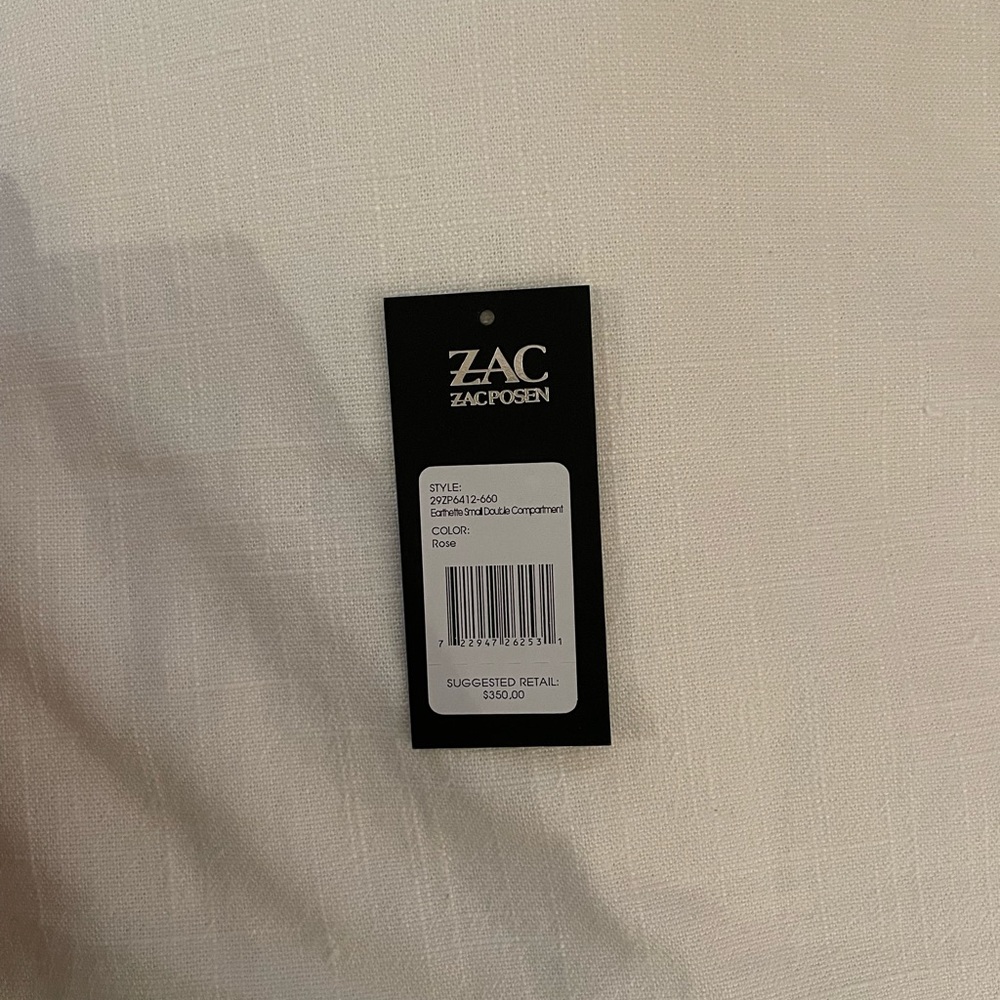 ZAC
ZAC POSEN
STYLE:
29ZP6412-660
Earthette Small Double Compartment
COLOR:
Rose
7 22947 26253 1
SUGGESTED RETAIL:
$350.00